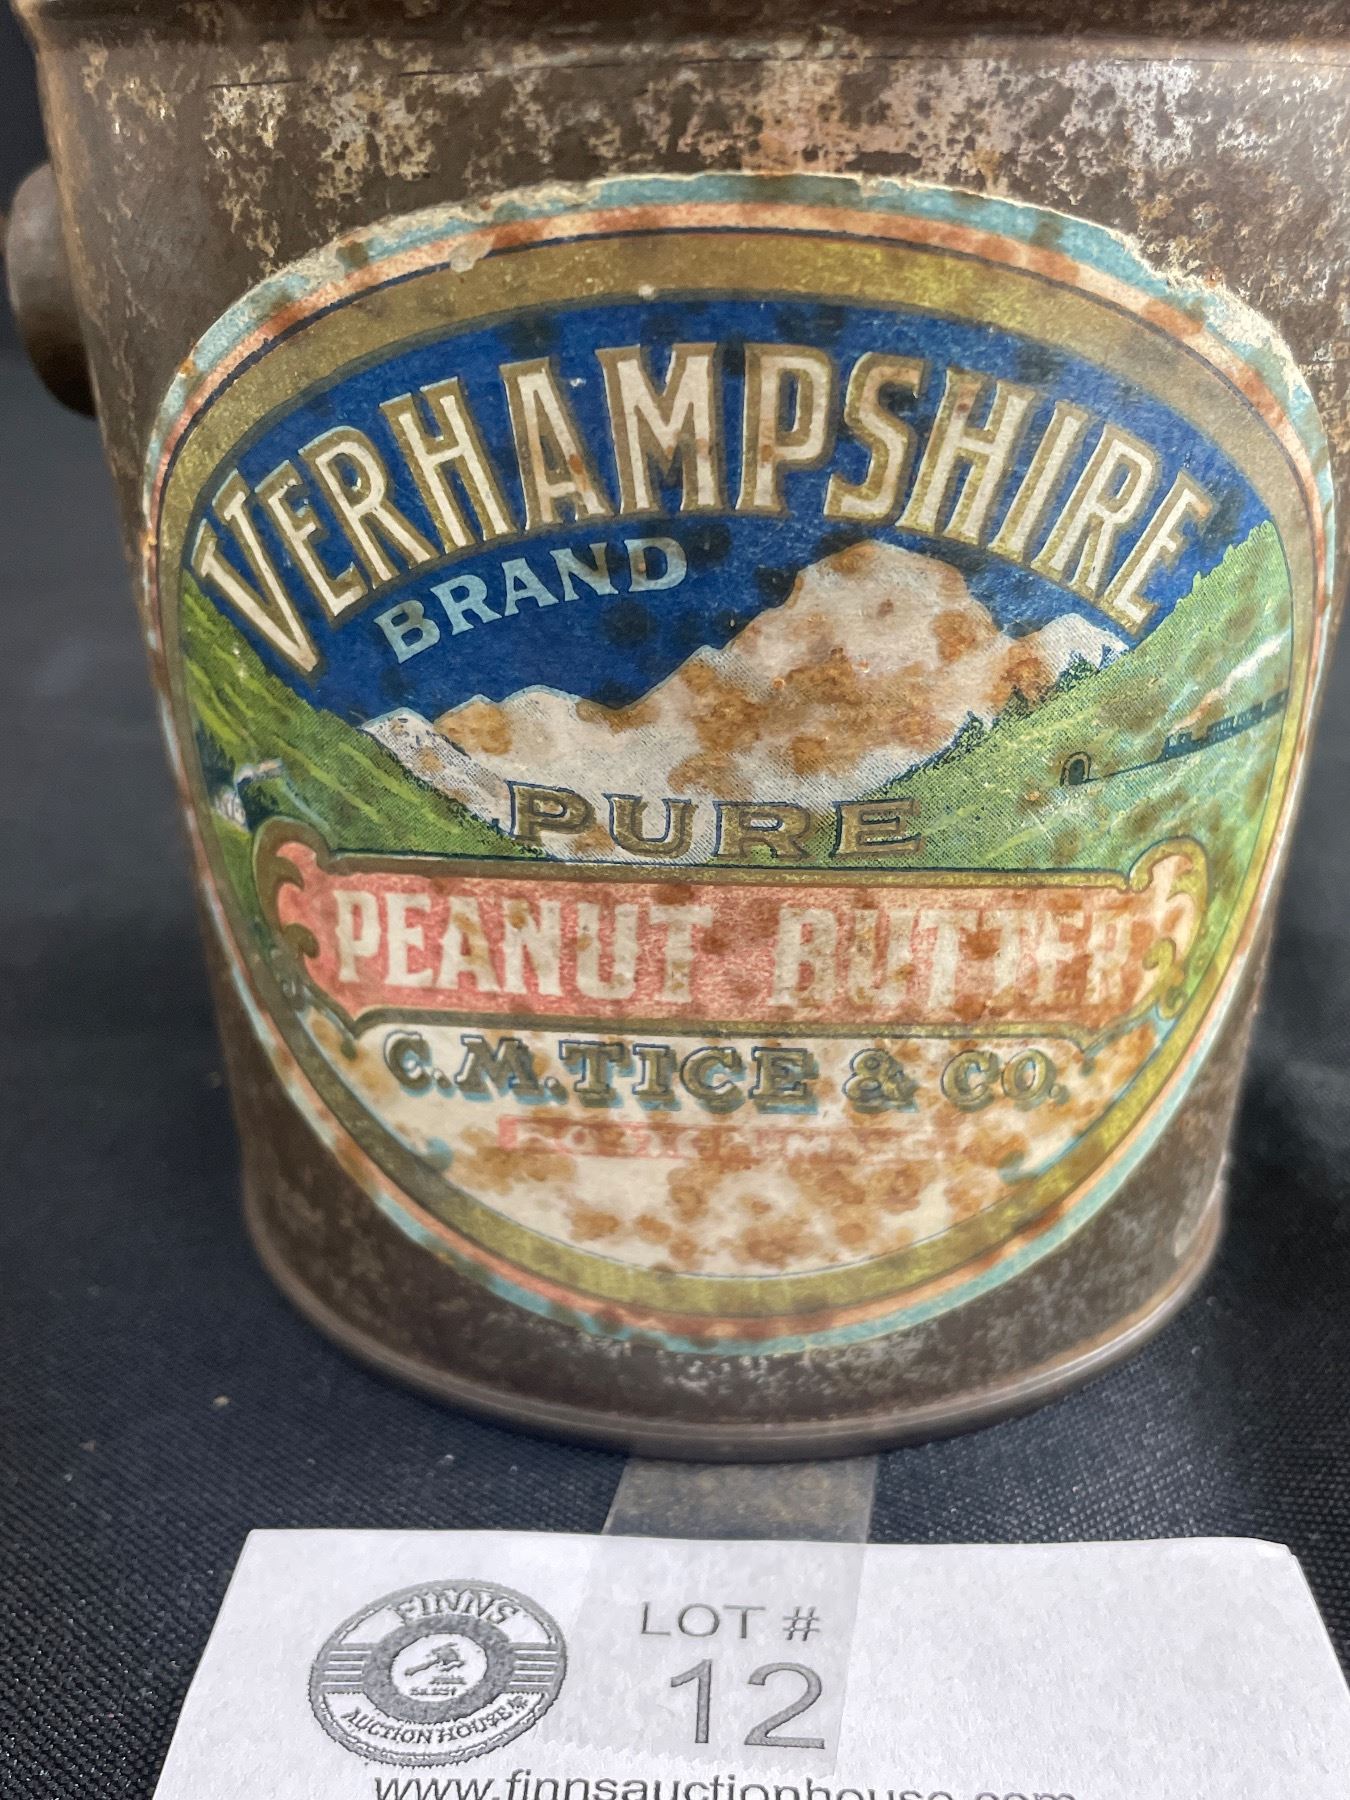 VERHAMPSHIRE
BRAND
PURE
PEANUT BUTTER
C.M. TICE & CO.
FINNS
AUCTION HOUSE
LOT #
12
www.finnsauctionhouse.com